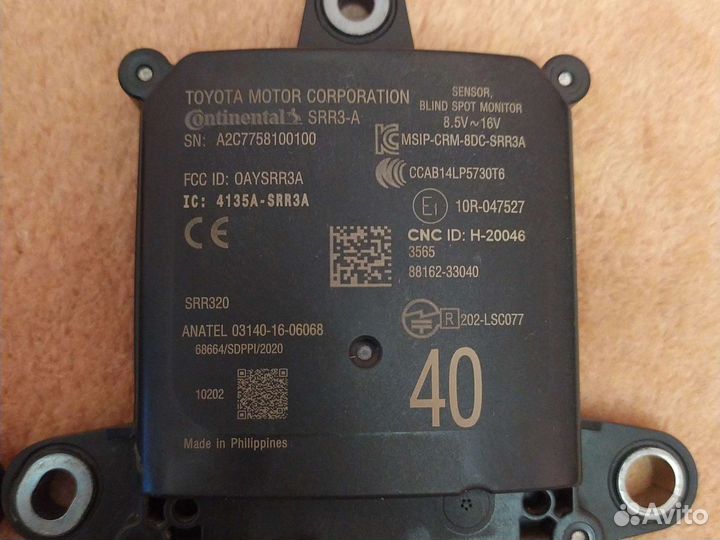 TOYOTA MOTOR CORPORATION
Continental SRR3-A
SN: A2C7758100100
FCC ID: OAYSRR3A
IC: 4135A-SRR3A
CE
SRR320
ANATEL 03140-16-06068
68664/SDPPI/2020
10202
Made in Philippines
SENSOR,
BLIND SPOT MONITOR
8.5V~16V
MSIP-CRM-8DC-SRR3A
CCAB14LP5730T6
E1 10R-047527
CNC ID: H-20046
3565
88162-33040
R 202-LSC077
40
Avito